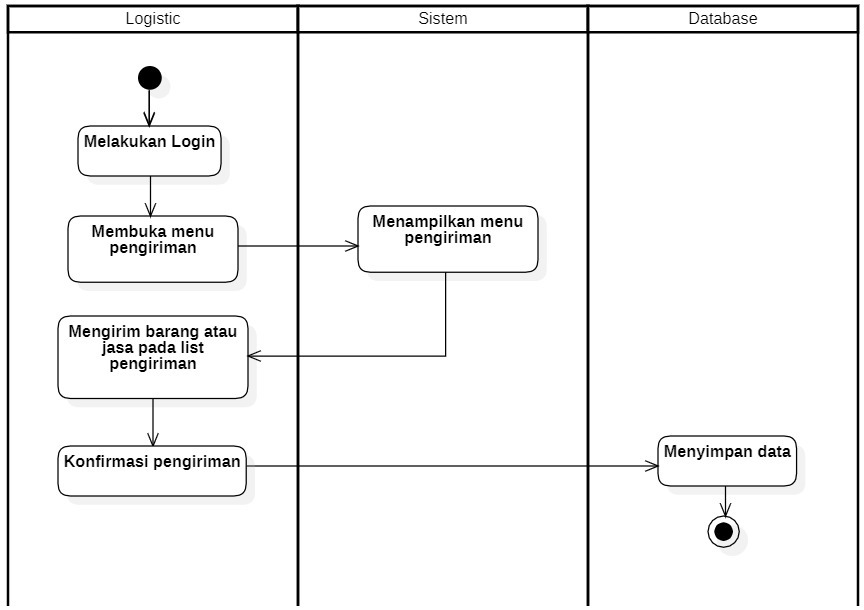 Logistic
Sistem
Database
Melakukan Login
Membuka menu
pengiriman
Menampilkan menu
pengiriman
Mengirim barang atau
jasa pada list
pengiriman
Konfirmasi pengiriman
Menyimpan data